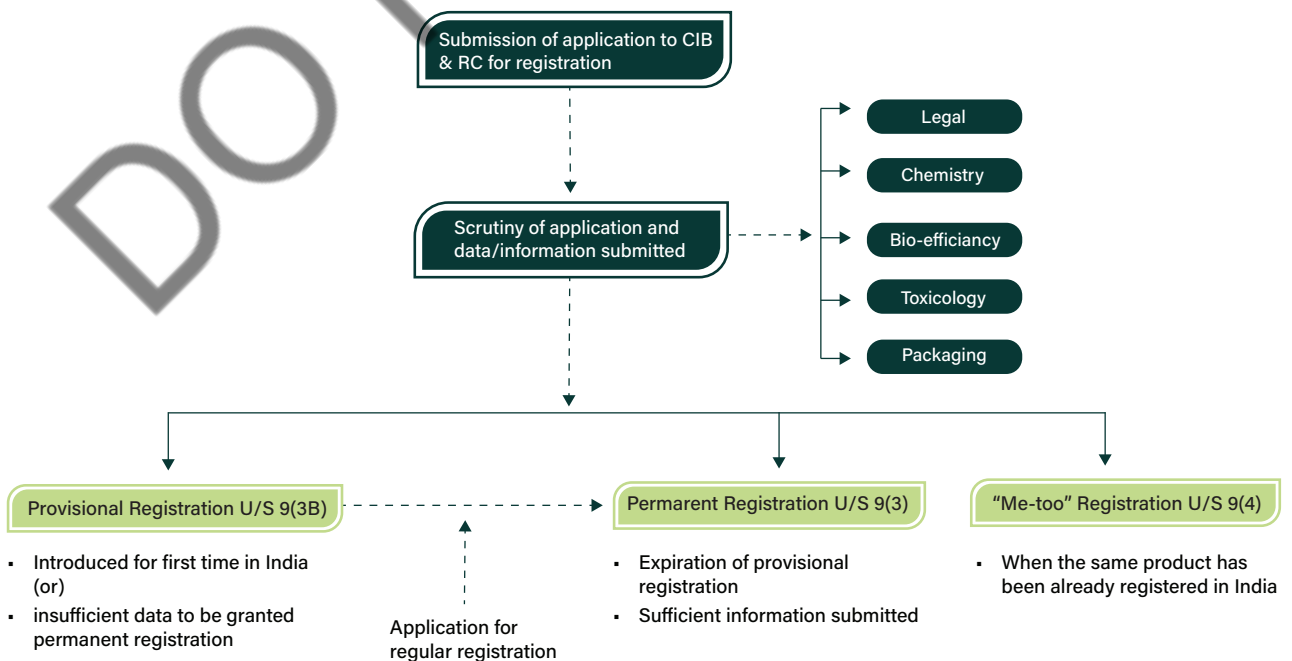 DO
Submission of application to CIB
& RC for registration
Legal
Chemistry
Scrutiny of application and
data/information submitted
Bio-efficiancy
Toxicology
Packaging
Provisional Registration U/S 9(3B)
Permarent Registration U/S 9(3)
“Me-too” Registration U/S 9(4)
▪ Introduced for first time in India
(or)
▪ insufficient data to be granted
permanent registration
Application for
regular registration
▪ Expiration of provisional
registration
▪ Sufficient information submitted
▪ When the same product has
been already registered in India